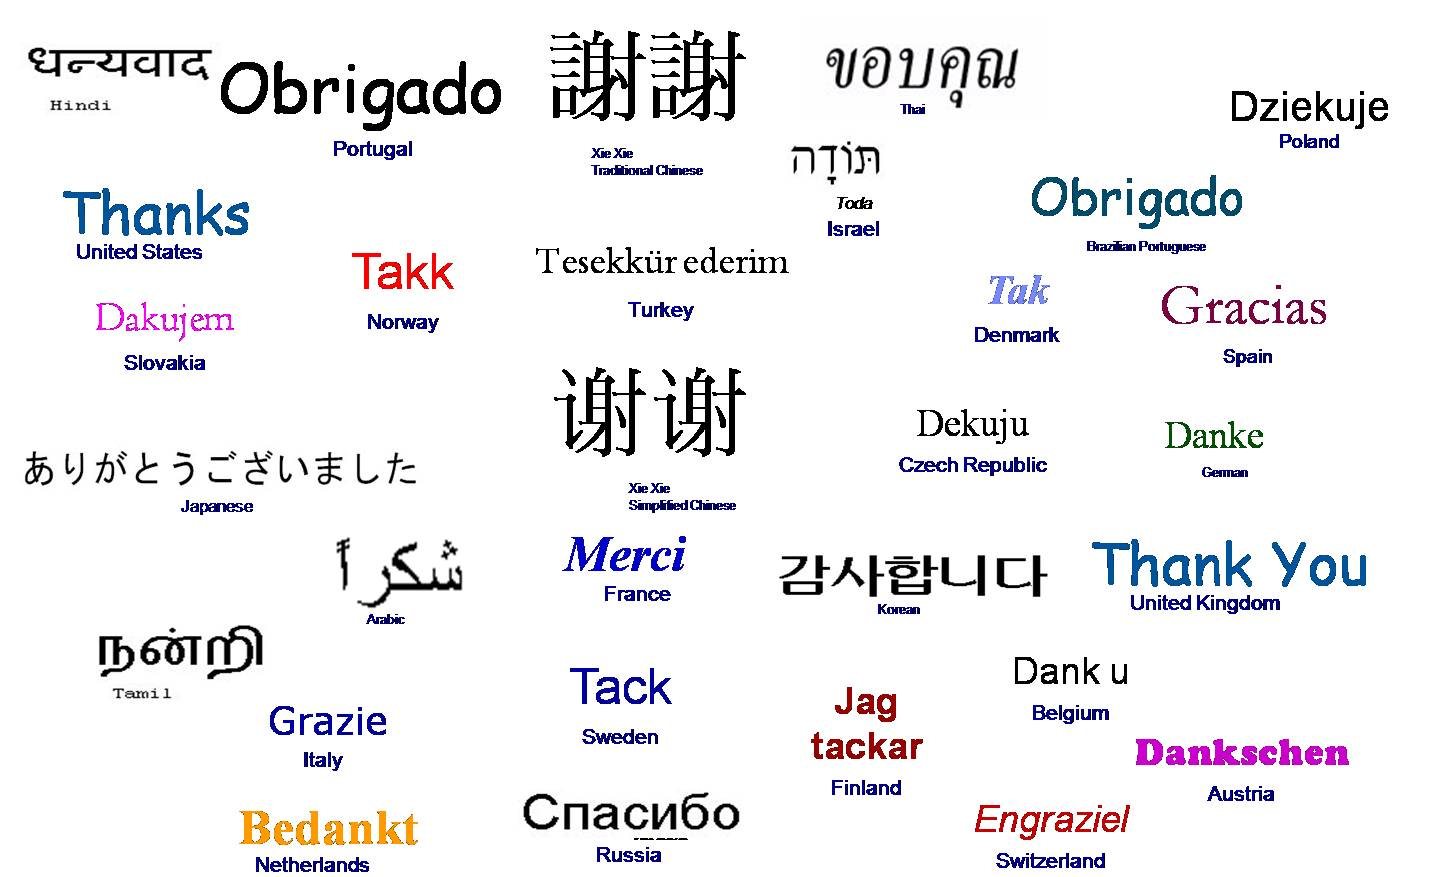 धन्यवाद
Hindi
Obrigado
Portugal
謝謝
Xie Xie
Traditional Chinese
ขอบคุณ
Thai
Dziekuje
Poland
תּוֹדָה
Toda
Israel
Thanks
United States
Obrigado
Brazilian Portuguese
Takk
Norway
Tesekkür ederim
Turkey
Tak
Denmark
Gracias
Spain
Dakujem
Slovakia
谢谢
Xie Xie
Simplified Chinese
Dekuju
Czech Republic
Danke
German
ありがとうございました
Japanese
شكراً
Arabic
Merci
France
감사합니다
Korean
Thank You
United Kingdom
நன்றி
Tamil
Grazie
Italy
Tack
Sweden
Jag
tackar
Finland
Dank u
Belgium
Dankschen
Austria
Bedankt
Netherlands
Спасибо
Russia
Engraziel
Switzerland